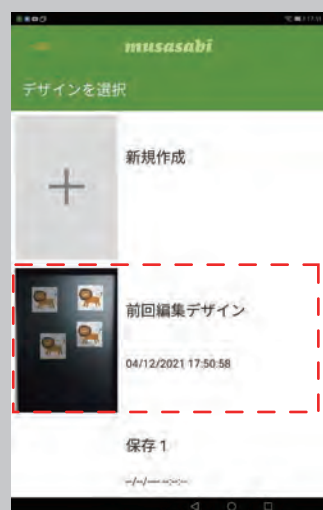 musasabi
デザインを選択
新規作成
前回編集デザイン
04/12/2021 17:50:58
保存 1
--/--/---- --:--:--